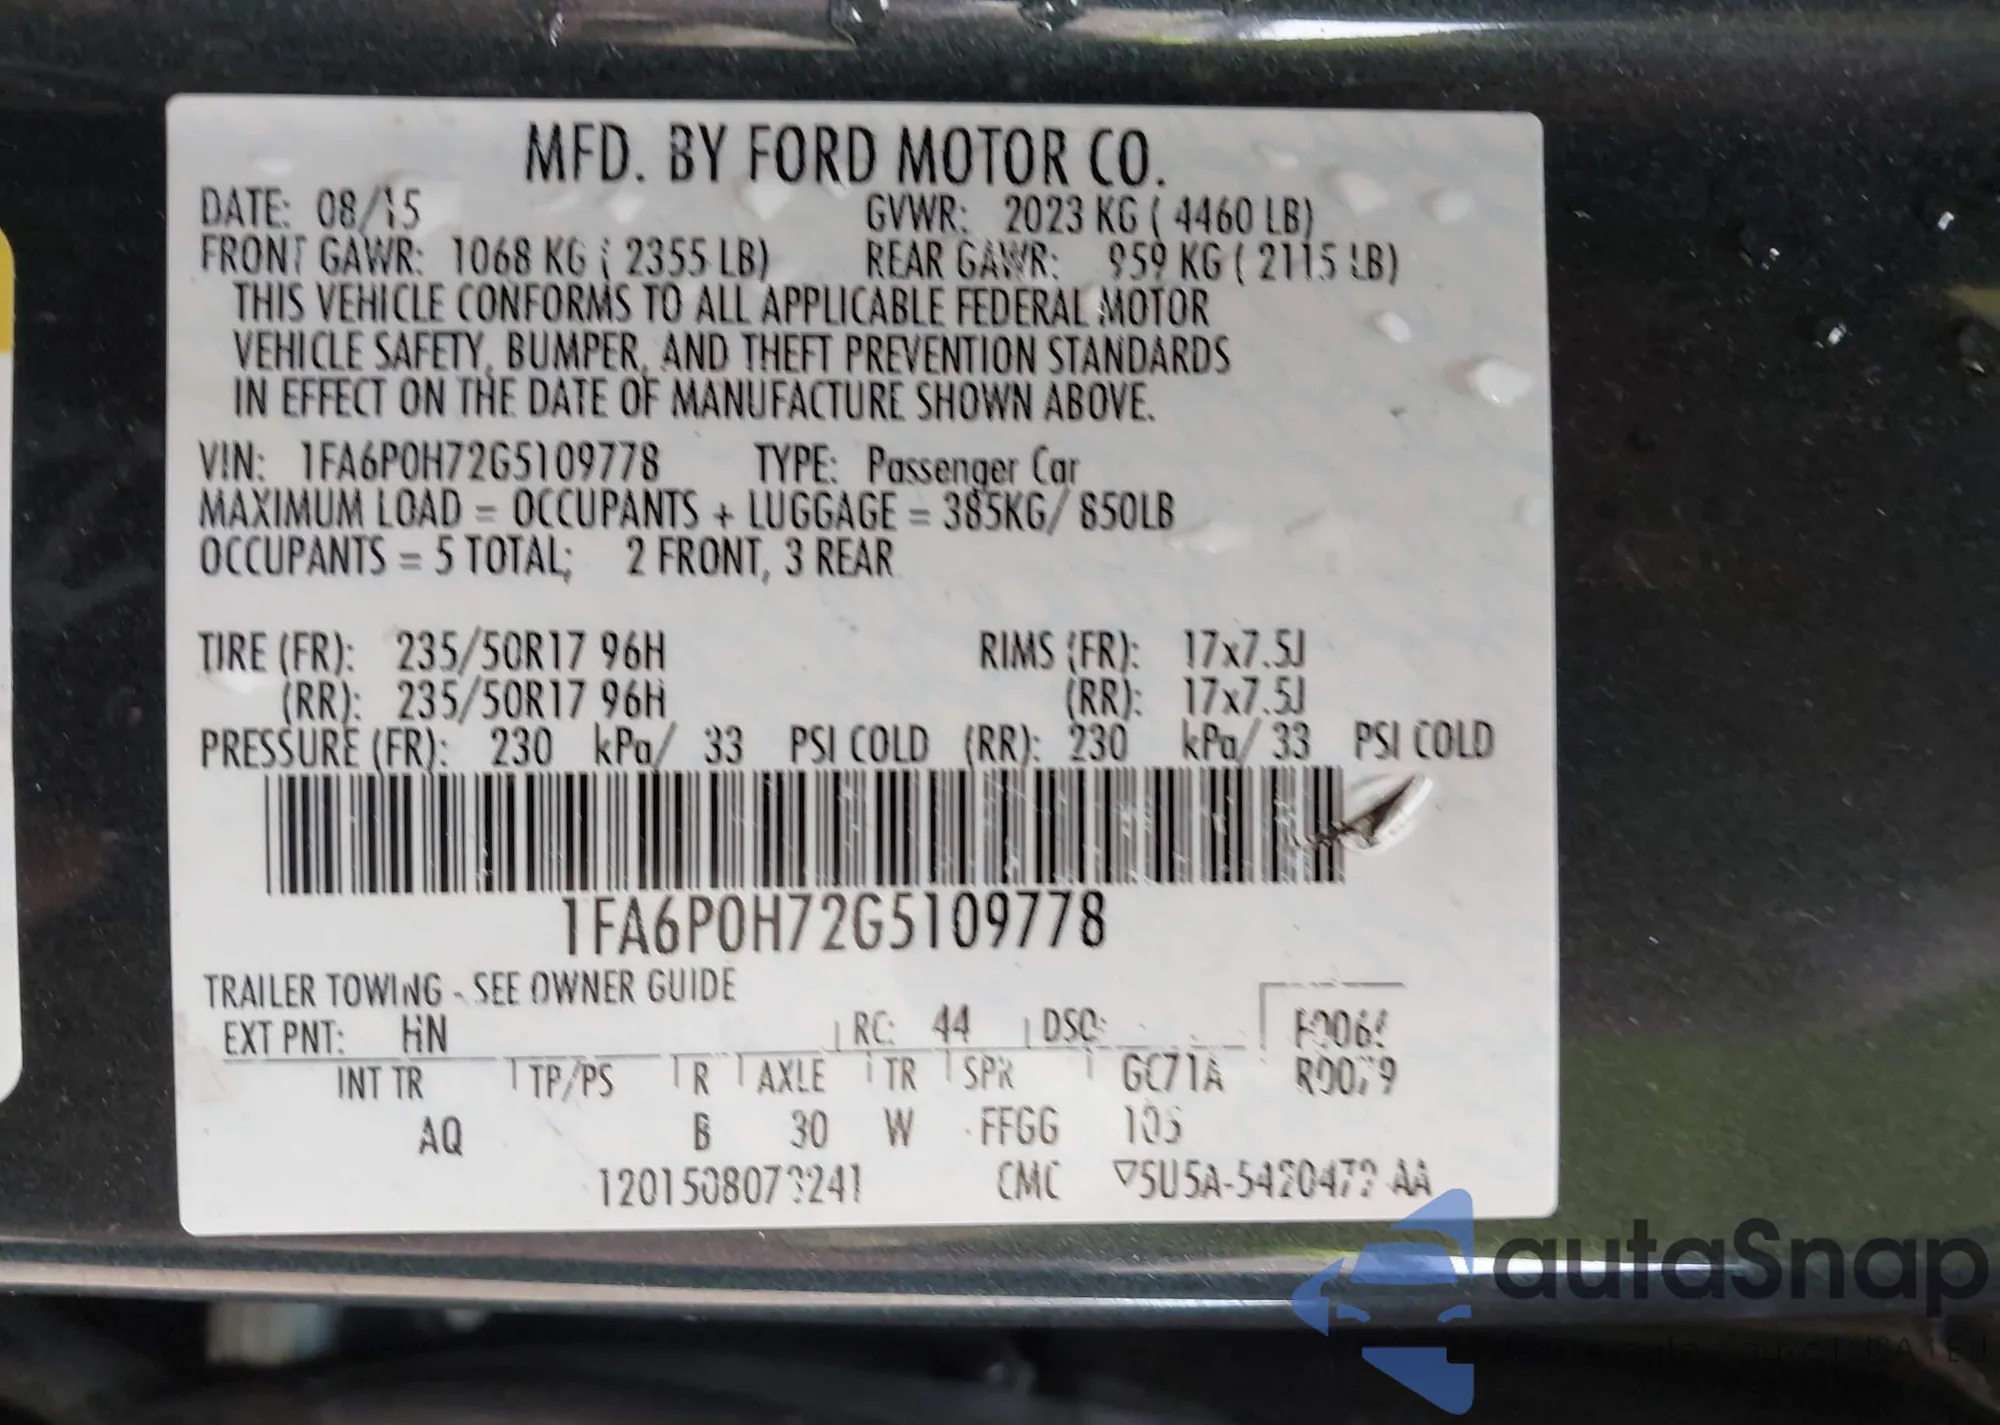 MFD. BY FORD MOTOR CO.
DATE: 08/15 GVWR: 2023 KG ( 4460 LB)
FRONT GAWR: 1068 KG ( 2355 LB) REAR GAWR: 959 KG ( 2115 LB)
THIS VEHICLE CONFORMS TO ALL APPLICABLE FEDERAL MOTOR
VEHICLE SAFETY, BUMPER, AND THEFT PREVENTION STANDARDS
IN EFFECT ON THE DATE OF MANUFACTURE SHOWN ABOVE.
VIN: 1FA6P0H72G5109778 TYPE: Passenger Car
MAXIMUM LOAD = OCCUPANTS + LUGGAGE = 385KG/ 850LB
OCCUPANTS = 5 TOTAL; 2 FRONT, 3 REAR
TIRE (FR): 235/50R17 96H RIMS (FR): 17x7.5J
(RR): 235/50R17 96H (RR): 17x7.5J
PRESSURE (FR): 230 kPa/ 33 PSI COLD (RR): 230 kPa/ 33 PSI COLD
1FA6P0H72G5109778
TRAILER TOWING - SEE OWNER GUIDE
EXT PNT: HN RC: 44 DSO:
INT TR TP/PS R AXLE TR SPR GC71A
AQ B 30 W FFGG
CMC
autaSnap